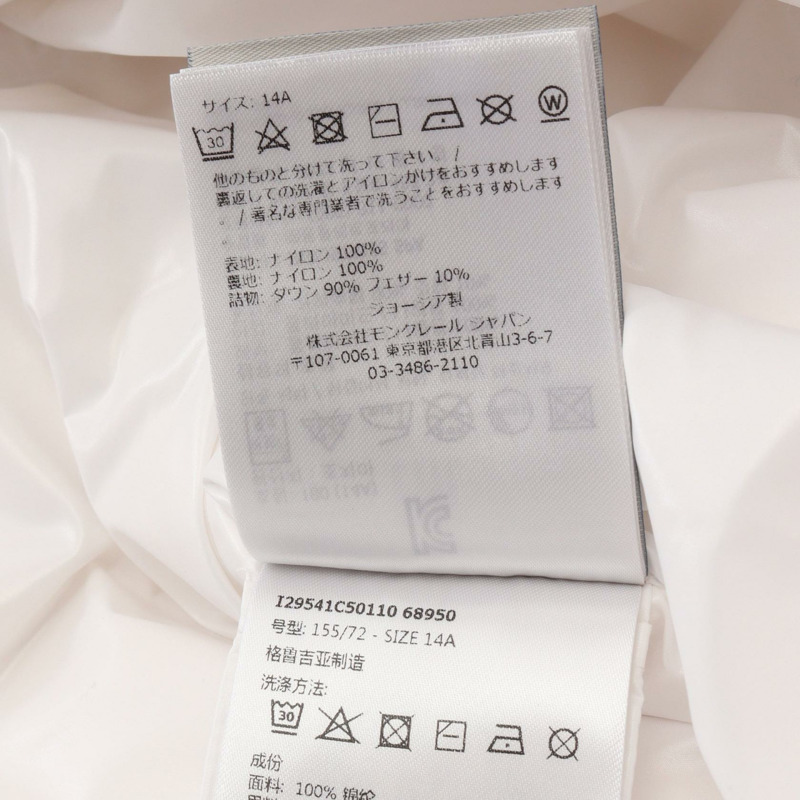 サイズ: 14A
30
W
他のものと分けて洗って下さい。 /
裏返しての洗濯とアイロンがけをおすすめします
。 / 著名な専門業者で洗うことをおすすめします
。
表地: ナイロン 100%
裏地: ナイロン 100%
詰物: ダウン 90% フェザー 10%
ジョージア製
株式会社モンクレール ジャパン
〒107-0061 東京都港区北青山3-6-7
03-3486-2110
I29541C50110 68950
号型: 155/72 - SIZE 14A
格鲁吉亚制造
洗涤方法:
30
成份
面料: 100% 锦纶